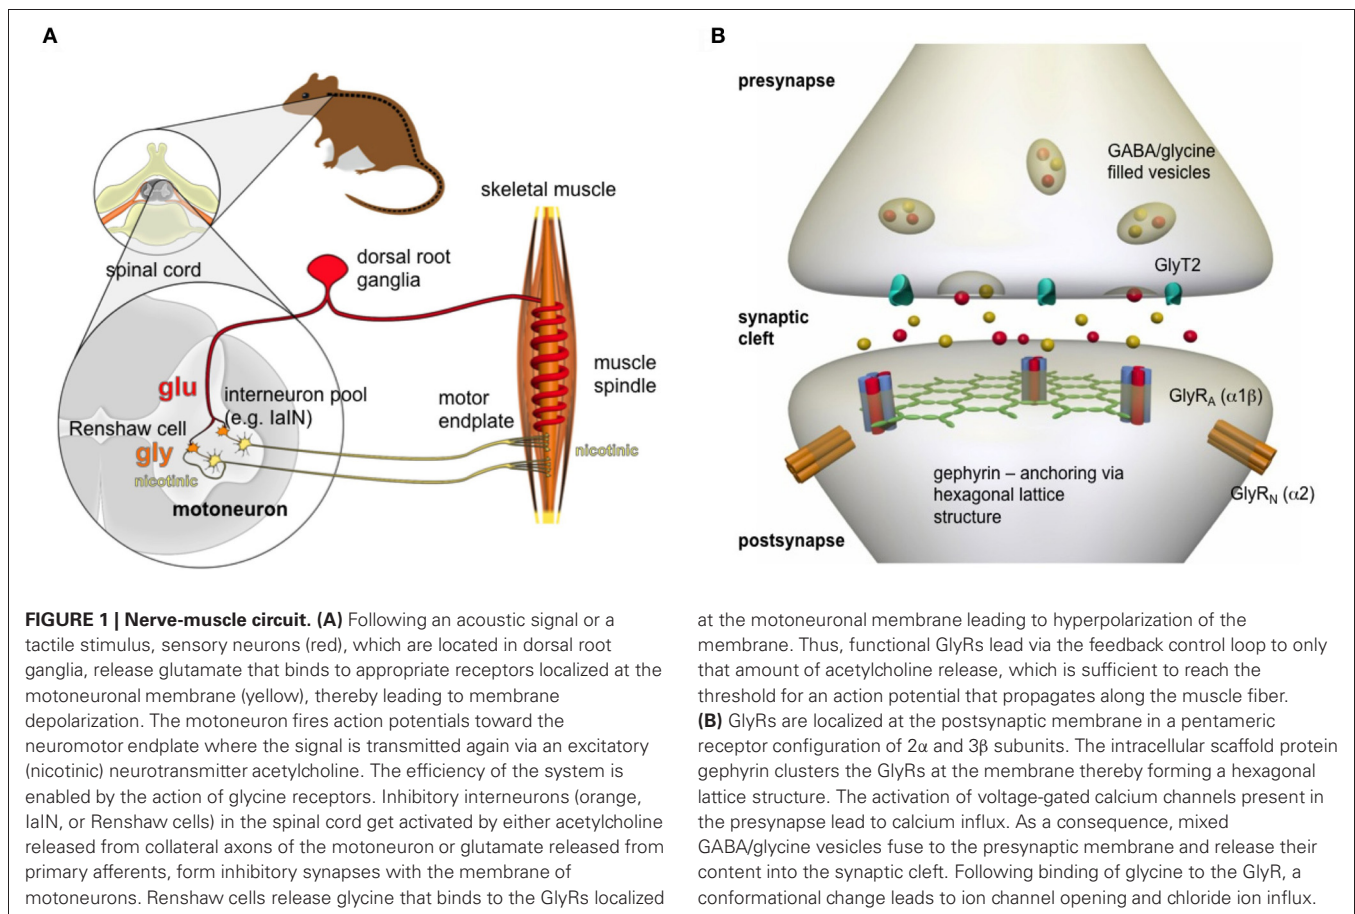 A
spinal cord
dorsal root
ganglia
skeletal muscle
glu
interneuron pool
(e.g. IaIN)
Renshaw cell
gly
nicotinic
motoneuron
motor
endplate
muscle
spindle
nicotinic
B
presynapse
GABA/glycine
filled vesicles
GlyT2
synaptic
cleft
GlyRA (α1β)
gephyrin – anchoring via
hexagonal lattice
structure
GlyRN (α2)
postsynapse
FIGURE 1 | Nerve-muscle circuit. (A) Following an acoustic signal or a
tactile stimulus, sensory neurons (red), which are located in dorsal root
ganglia, release glutamate that binds to appropriate receptors localized at the
motoneuronal membrane (yellow), thereby leading to membrane
depolarization. The motoneuron fires action potentials toward the
neuromotor endplate where the signal is transmitted again via an excitatory
(nicotinic) neurotransmitter acetylcholine. The efficiency of the system is
enabled by the action of glycine receptors. Inhibitory interneurons (orange,
IaIN, or Renshaw cells) in the spinal cord get activated by either acetylcholine
released from collateral axons of the motoneuron or glutamate released from
primary afferents, form inhibitory synapses with the membrane of
motoneurons. Renshaw cells release glycine that binds to the GlyRs localized
at the motoneuronal membrane leading to hyperpolarization of the
membrane. Thus, functional GlyRs lead via the feedback control loop to only
that amount of acetylcholine release, which is sufficient to reach the
threshold for an action potential that propagates along the muscle fiber.
(B) GlyRs are localized at the postsynaptic membrane in a pentameric
receptor configuration of 2α and 3β subunits. The intracellular scaffold protein
gephyrin clusters the GlyRs at the membrane thereby forming a hexagonal
lattice structure. The activation of voltage-gated calcium channels present in
the presynapse lead to calcium influx. As a consequence, mixed
GABA/glycine vesicles fuse to the presynaptic membrane and release their
content into the synaptic cleft. Following binding of glycine to the GlyR, a
conformational change leads to ion channel opening and chloride ion influx.